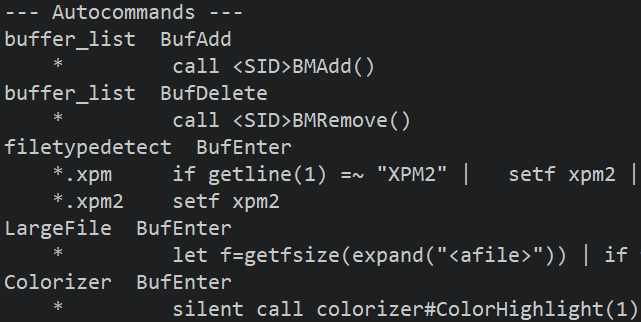 --- Autocommands ---
buffer_list  BufAdd
    *         call <SID>BMAdd()
buffer_list  BufDelete
    *         call <SID>BMRemove()
filetypedetect  BufEnter
    *.xpm     if getline(1) =~ "XPM2" |   setf xpm2 |
    *.xpm2    setf xpm2
LargeFile  BufEnter
    *         let f=getfsize(expand("<afile>")) | if
Colorizer  BufEnter
    *         silent call colorizer#ColorHighlight(1)